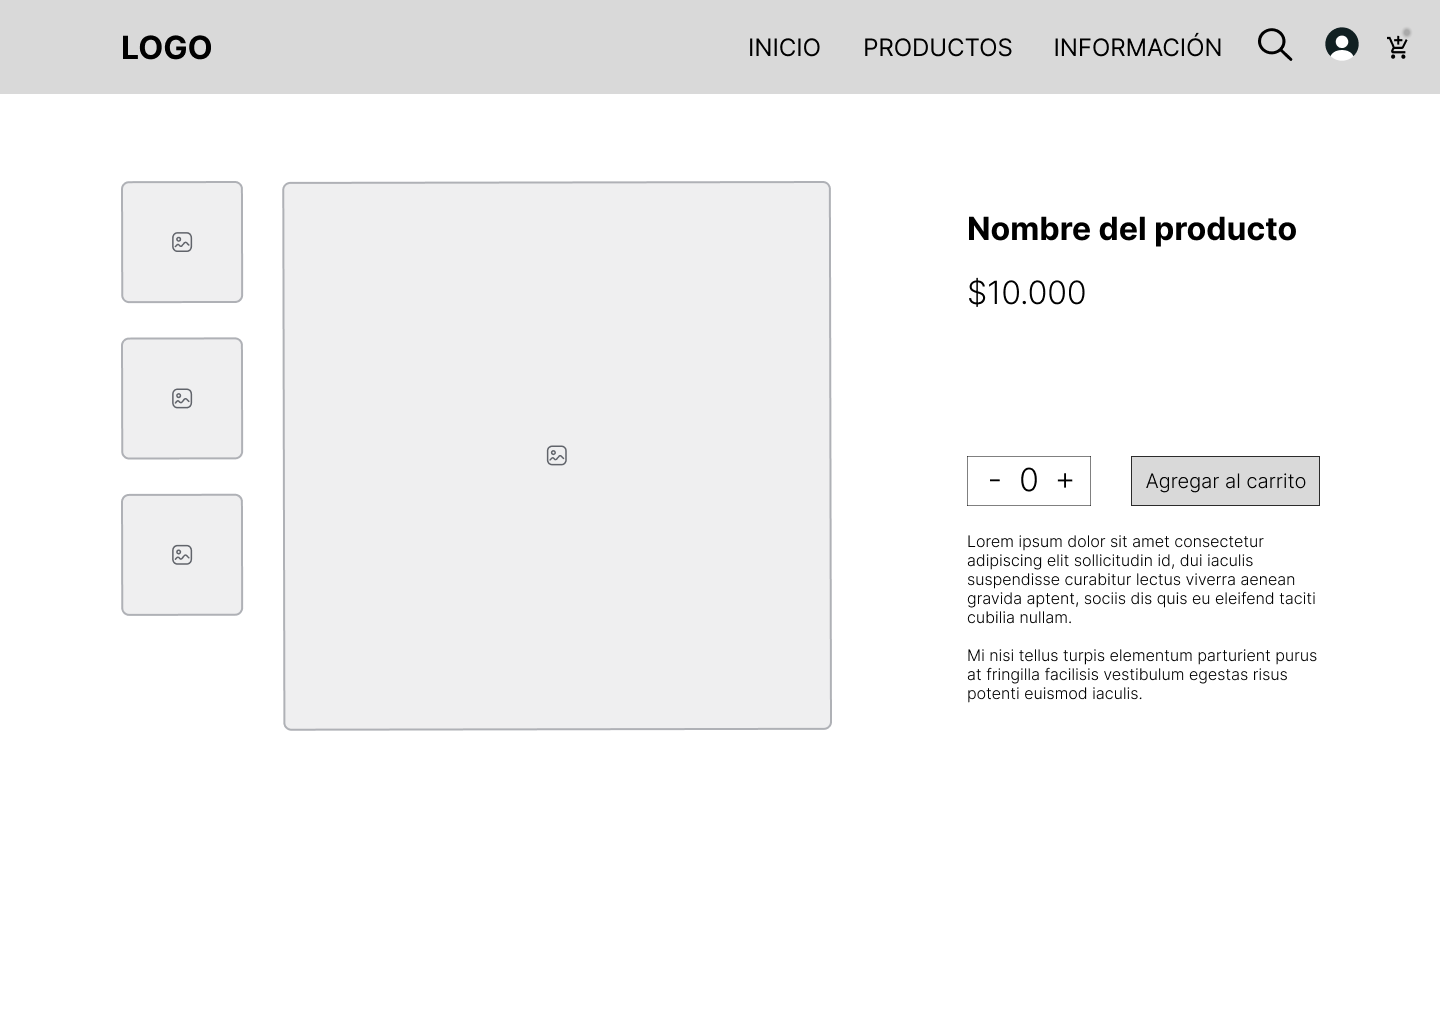 LOGO
INICIO PRODUCTOS INFORMACIÓN
Nombre del producto
$10.000
- 0 +
Agregar al carrito
Lorem ipsum dolor sit amet consectetur
adipiscing elit sollicitudin id, dui iaculis
suspendisse curabitur lectus viverra aenean
gravida aptent, sociis dis quis eu eleifend taciti
cubilia nullam.
Mi nisi tellus turpis elementum parturient purus
at fringilla facilisis vestibulum egestas risus
potenti euismod iaculis.